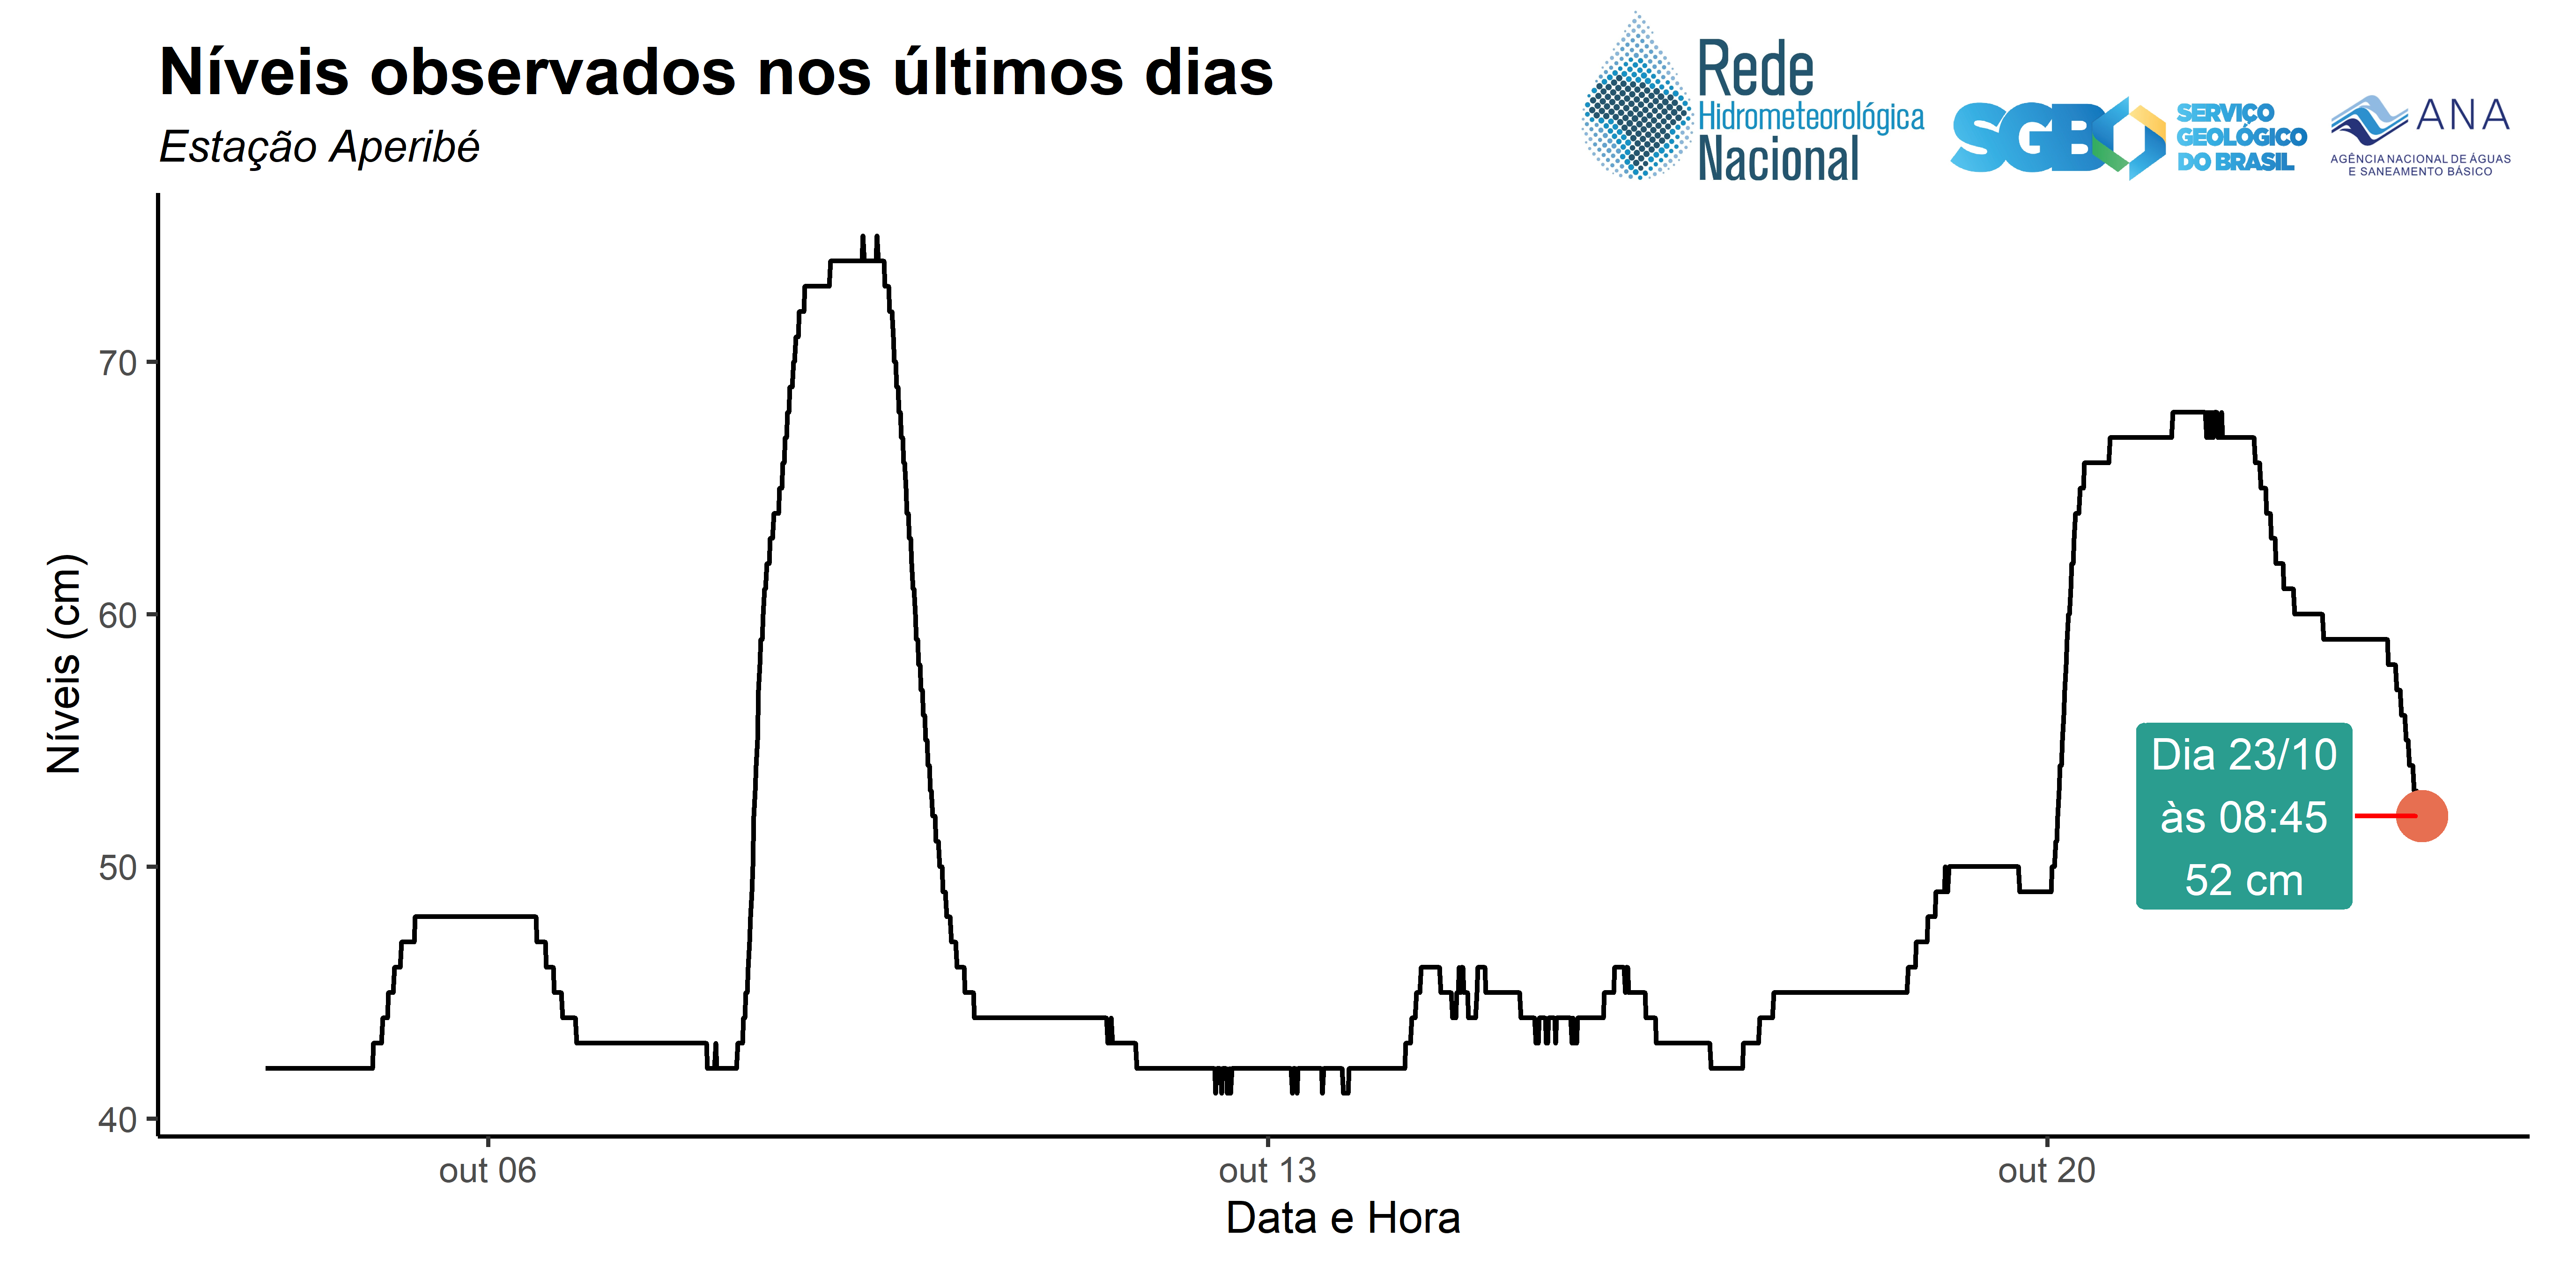 Níveis observados nos últimos dias
Estação Aperibé
Rede
Hidrometeorológica
Nacional
SGB
SERVIÇO
GEOLÓGICO
DO BRASIL
ANA
AGÊNCIA NACIONAL DE ÁGUAS
E SANEAMENTO BÁSICO
Níveis (cm)
70
60
50
40
Dia 23/10
às 08:45
52 cm
out 06
out 13
out 20
Data e Hora